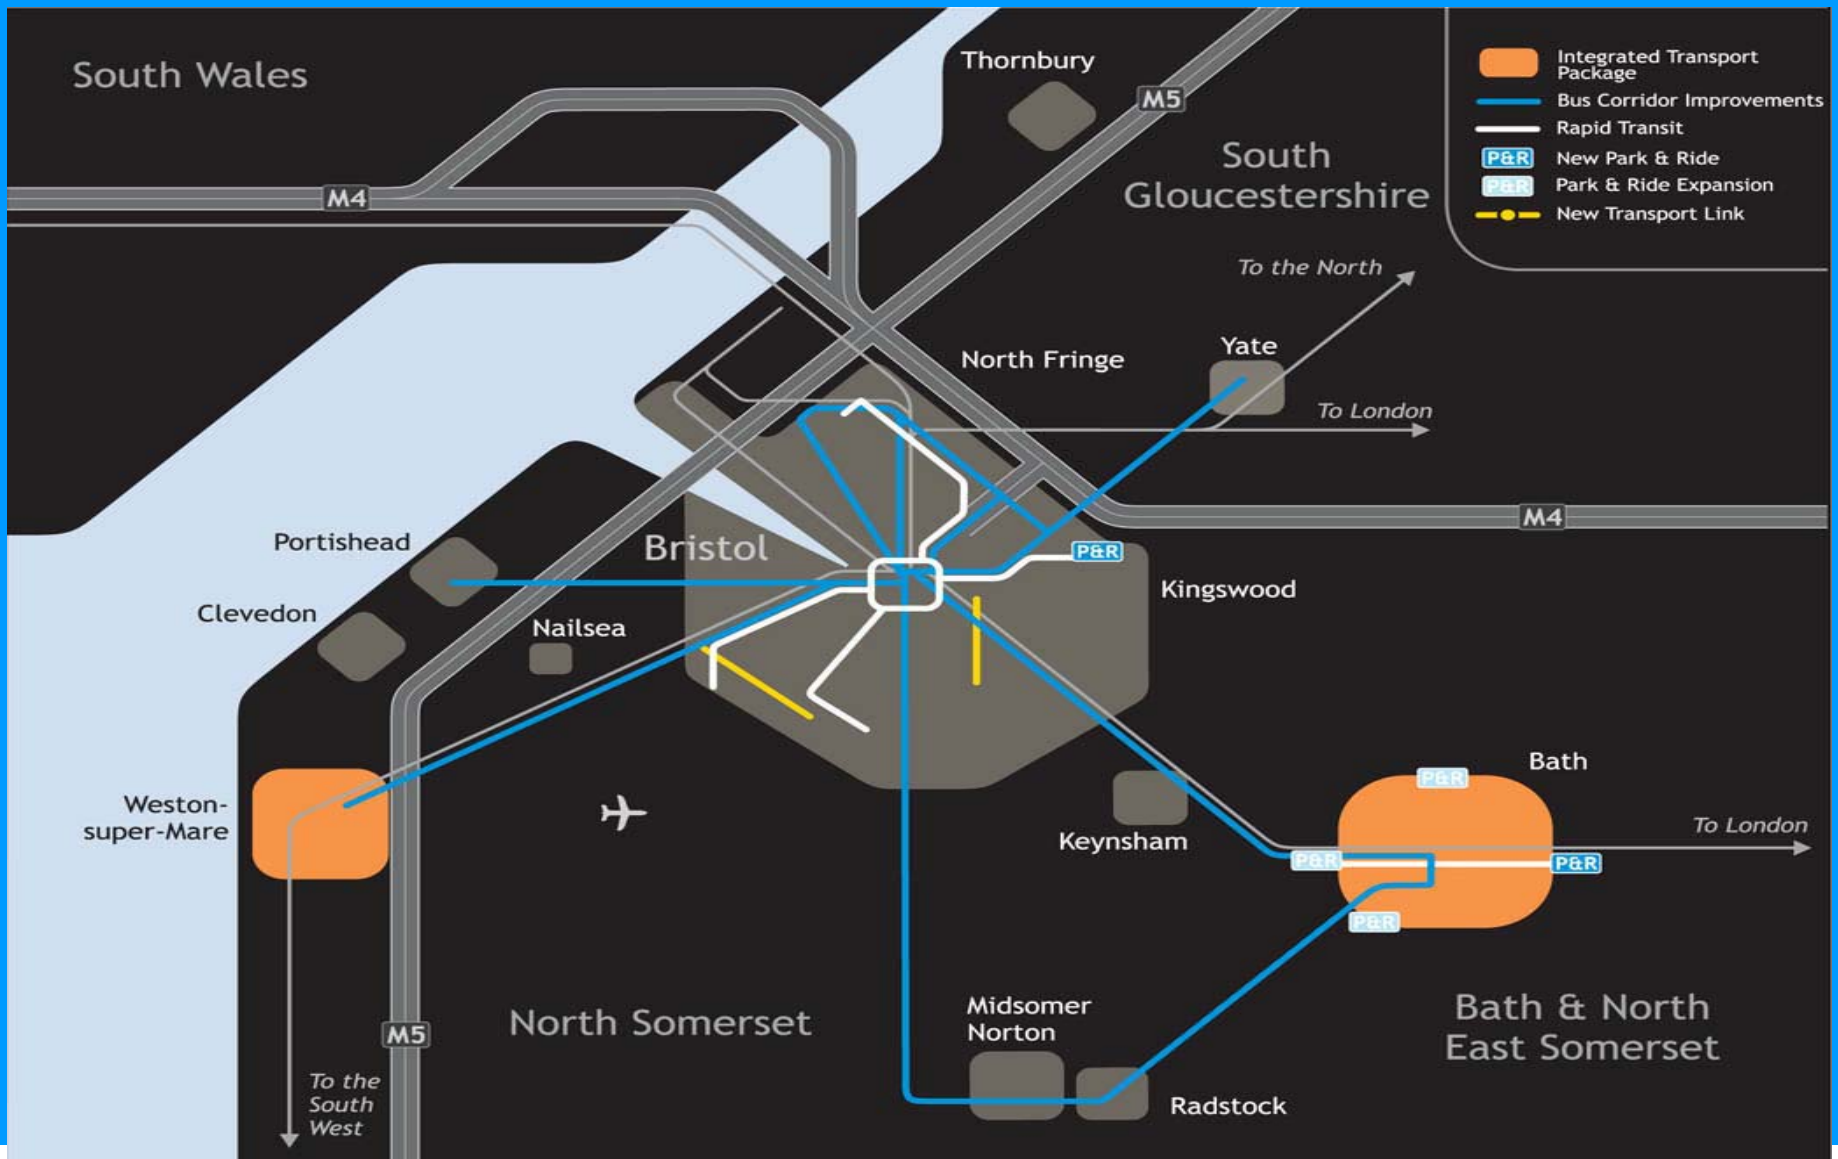 South Wales
Thornbury
M5
South
Gloucestershire
Integrated Transport
Package
Bus Corridor Improvements
Rapid Transit
P&R New Park & Ride
P&R Park & Ride Expansion
New Transport Link
M4
To the North
North Fringe
Yate
To London
M4
Portishead
Bristol
P&R
Kingswood
Clevedon
Nailsea
Weston-
super-Mare
Keynsham
Bath
P&R
To London
P&R
P&R
P&R
Midsomer
Norton
North Somerset
Bath & North
East Somerset
M5
To the
South
West
Radstock